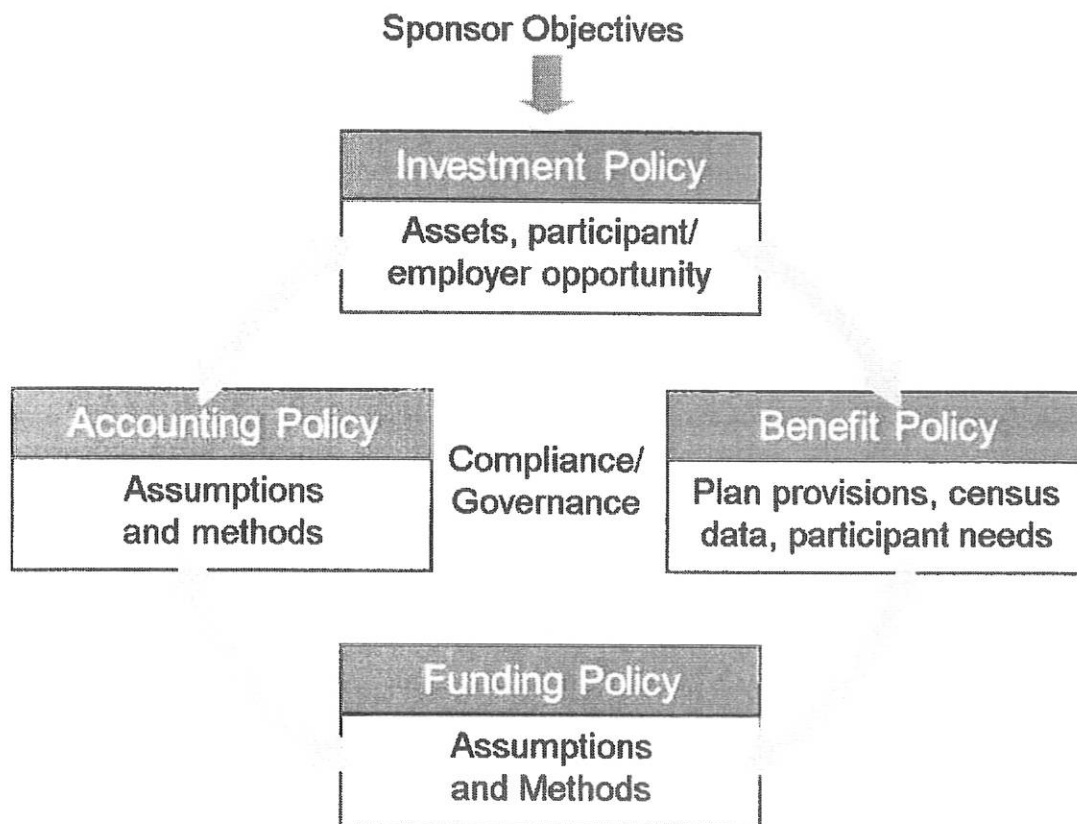 Sponsor Objectives
Investment Policy
Assets, participant/
employer opportunity
Accounting Policy
Assumptions
and methods
Compliance/
Governance
Benefit Policy
Plan provisions, census
data, participant needs
Funding Policy
Assumptions
and Methods